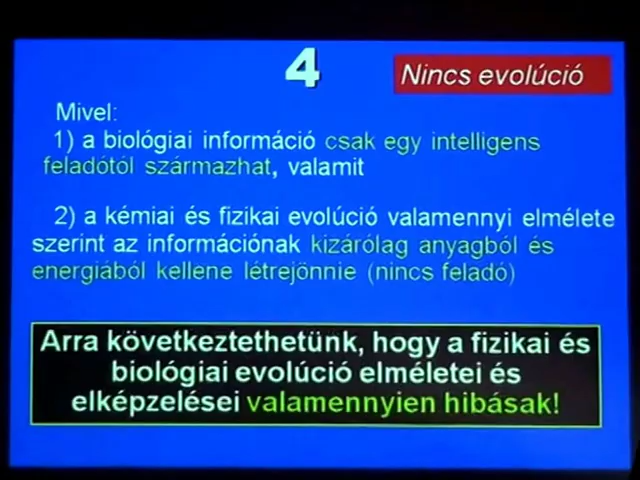 4
Nincs evolúció
Mivel:
1) a biológiai információ csak egy intelligens
feladótól származhat, valamit
2) a kémiai és fizikai evolúció valamennyi elmélete
szerint az információnak kizárólag anyagból és
energiából kellene létrejönnie (nincs feladó)
Arra következtethetünk, hogy a fizikai és
biológiai evolúció elméletei és
elképzelései valamennyien hibásak!